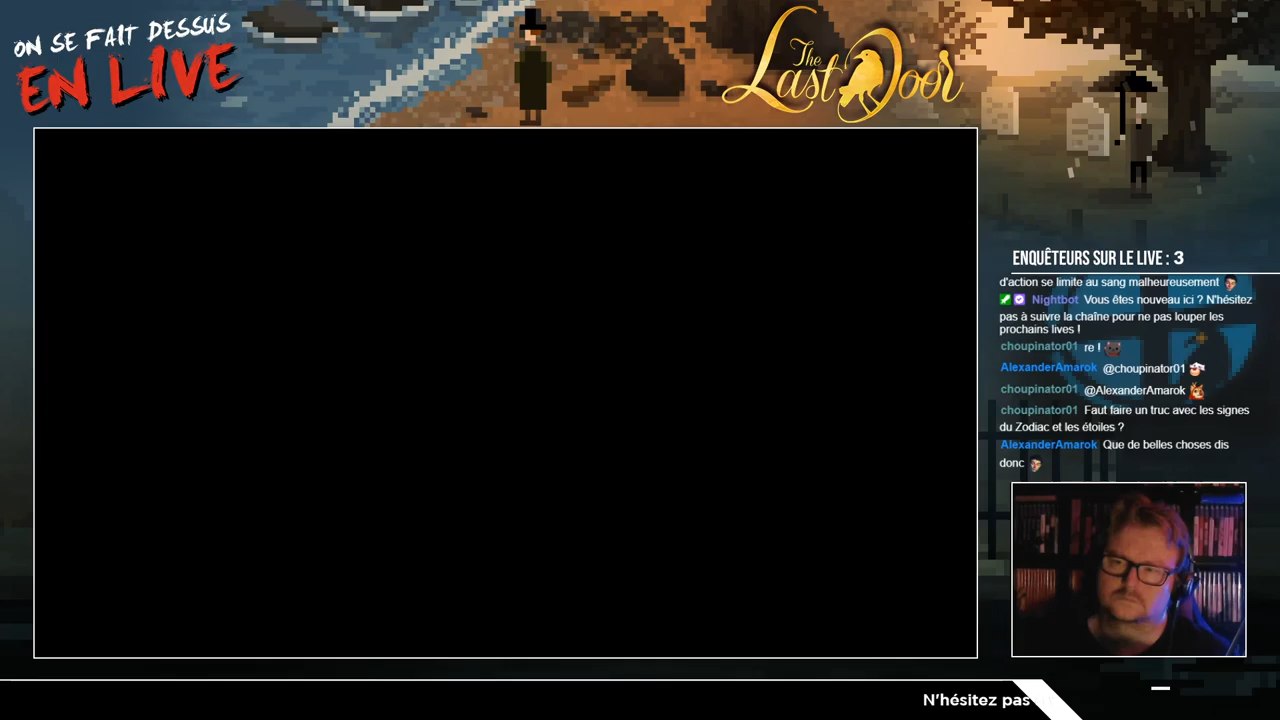 ON SE FAIT DESSUS
EN LIVE
The
Last Door
ENQUÊTEURS SUR LE LIVE : 3
d'action se limite au sang malheureusement
Nightbot Vous êtes nouveau ici ? N'hésitez
pas à suivre la chaîne pour ne pas louper les
prochains lives !
choupinator01 re !
AlexanderAmarok @choupinator01
choupinator01 @AlexanderAmarok
choupinator01 Faut faire un truc avec les signes
du Zodiac et les étoiles ?
AlexanderAmarok Que de belles choses dis
donc
N'hésitez pas